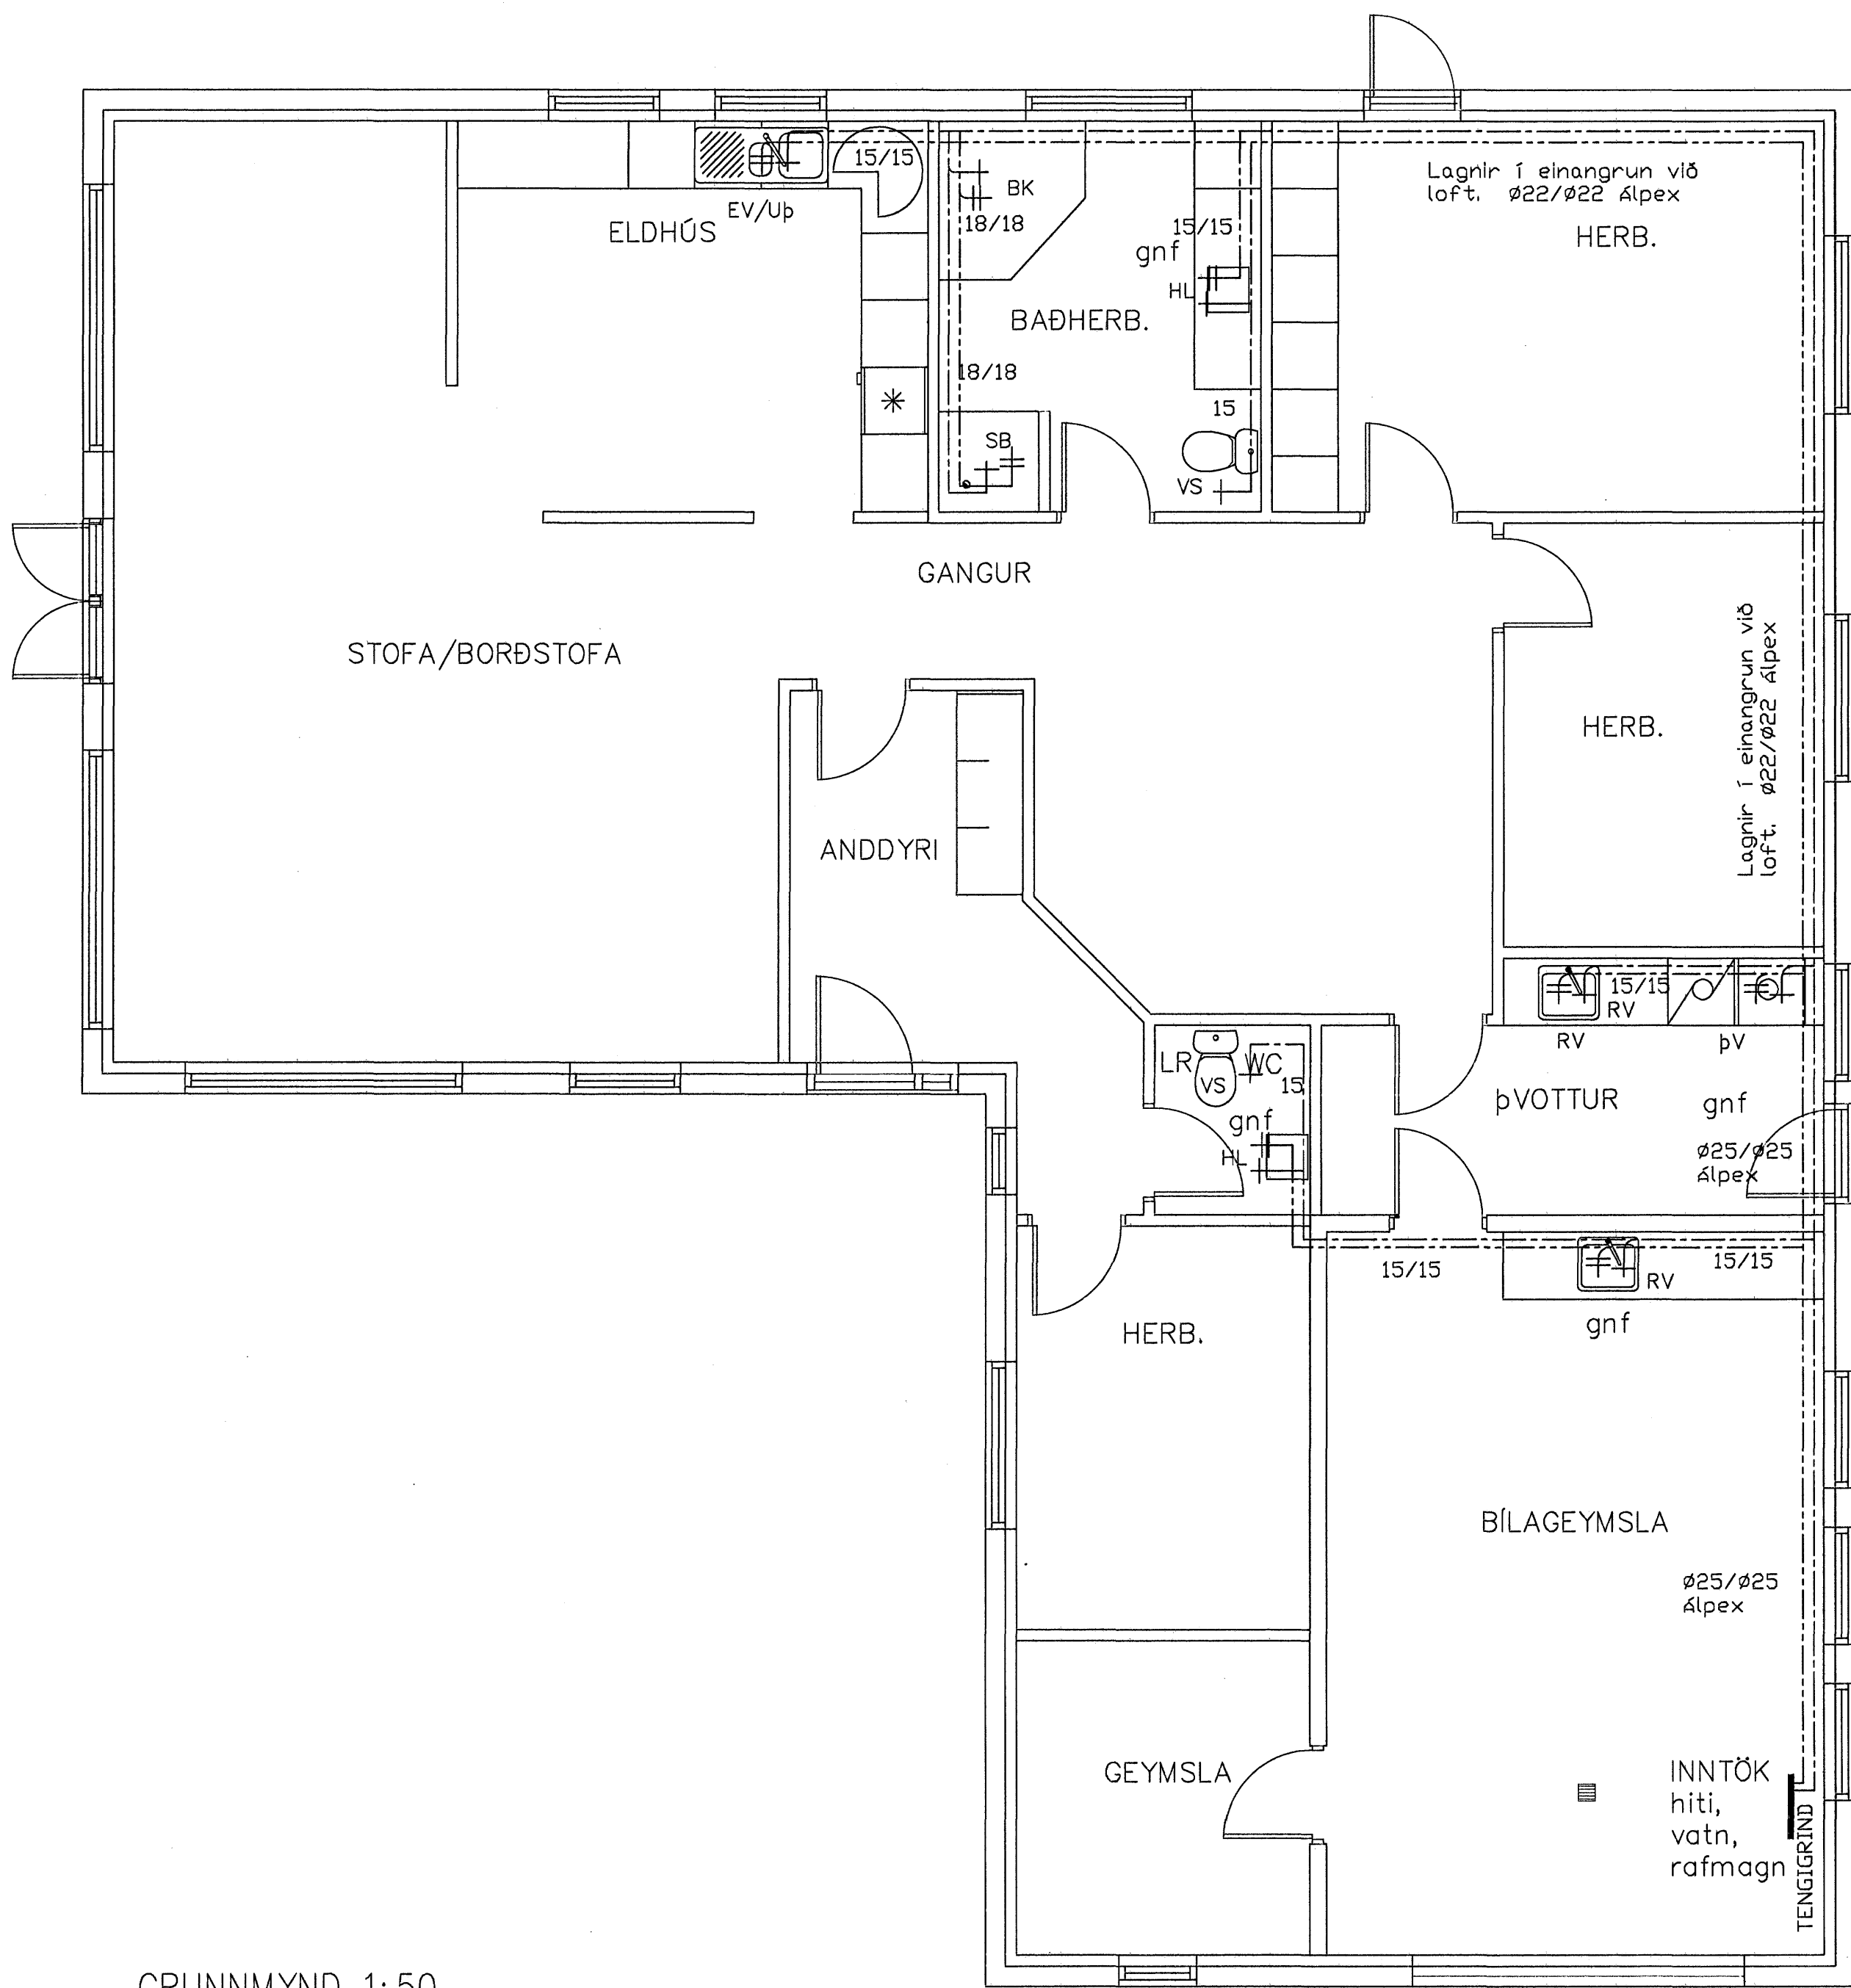 Lagnir í einangrun við
loft. ø22/ø22 Álpex
HERB.
15/15
EV/Uþ
ELDHÚS
BK
18/18
15/15
gnf
HL
BAÐHERB.
18/18
15
SB
VS
GANGUR
STOFA/BORÐSTOFA
Lagnir í einangrun við
loft. ø22/ø22 Álpex
HERB.
ANDDYRI
15/15
RV
RV
þV
LR
WC
VS
15
gnf
HL
þVOTTUR
gnf
ø25/ø25
Álpex
15/15
15/15
RV
gnf
HERB.
BÍLAGEYMSLA
ø25/ø25
Álpex
GEYMSLA
INNTÖK
hiti,
vatn,
rafmagn
TENGIGRIND
GRUNNMYND 1:50